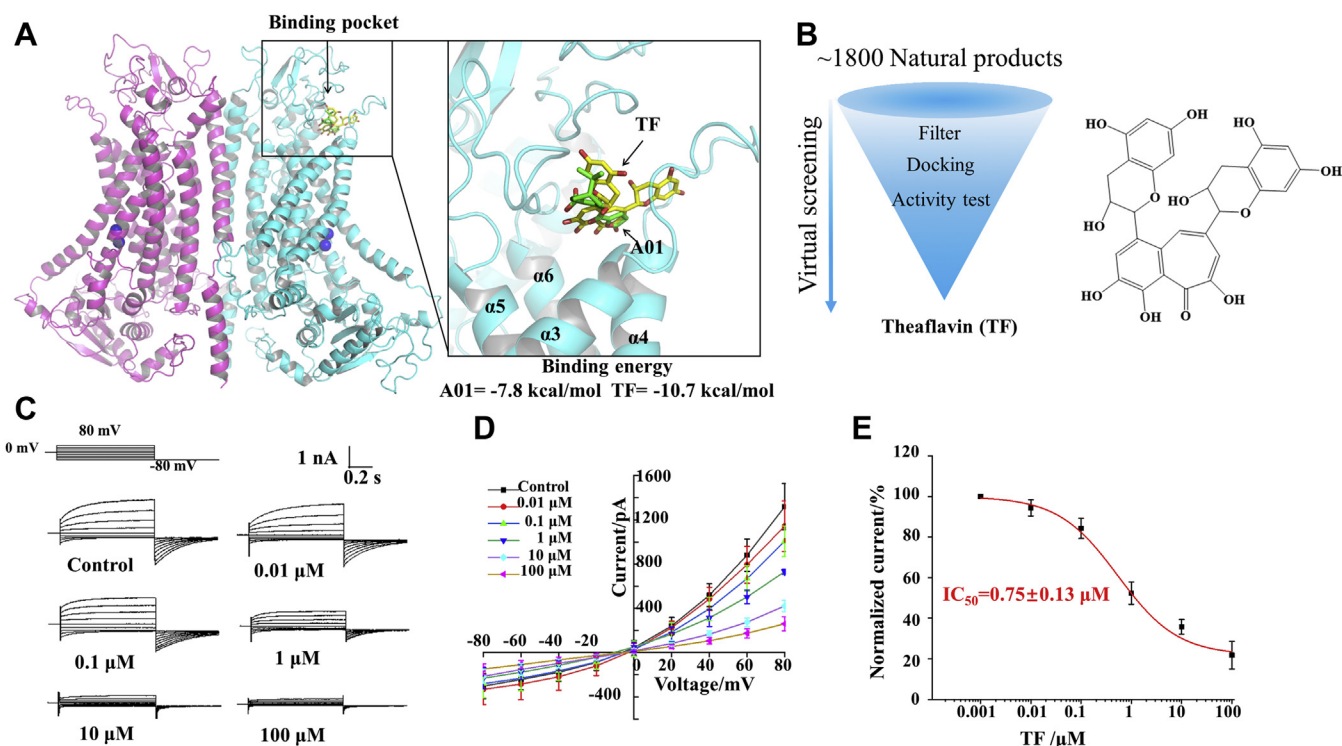 A
Binding pocket
TF
A01
α6
α5
α3
α4
Binding energy
A01= -7.8 kcal/mol TF= -10.7 kcal/mol
B
~1800 Natural products
Virtual screening
Filter
Docking
Activity test
Theaflavin (TF)
OH
OH
OH
HO
HO
OH
HO
OH
O
O
OH
O
OH
C
80 mV
0 mV
-80 mV
1 nA
0.2 s
Control
0.01 μM
0.1 μM
1 μM
10 μM
100 μM
D
Control
0.01 μM
0.1 μM
1 μM
10 μM
100 μM
Current/pA
1600
1200
800
400
-400
-80
-60
-40
-20
0
20
40
60
80
Voltage/mV
E
Normalized current/%
120
100
80
60
40
20
0
IC50=0.75±0.13 μM
0.001
0.01
0.1
1
10
100
TF /μM